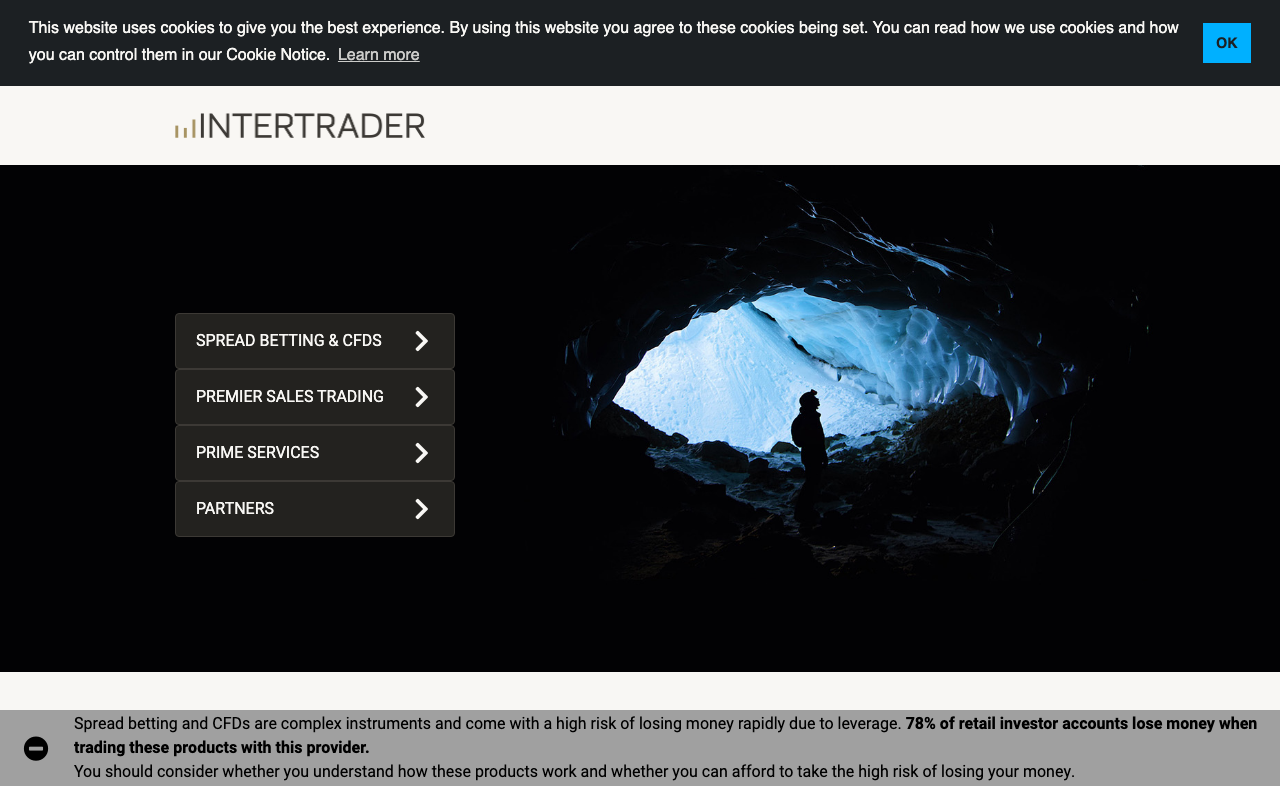 This website uses cookies to give you the best experience. By using this website you agree to these cookies being set. You can read how we use cookies and how
you can control them in our Cookie Notice. Learn more
OK
INTERTRADER
SPREAD BETTING & CFDS
PREMIER SALES TRADING
PRIME SERVICES
PARTNERS
Spread betting and CFDs are complex instruments and come with a high risk of losing money rapidly due to leverage. 78% of retail investor accounts lose money when
trading these products with this provider.
You should consider whether you understand how these products work and whether you can afford to take the high risk of losing your money.